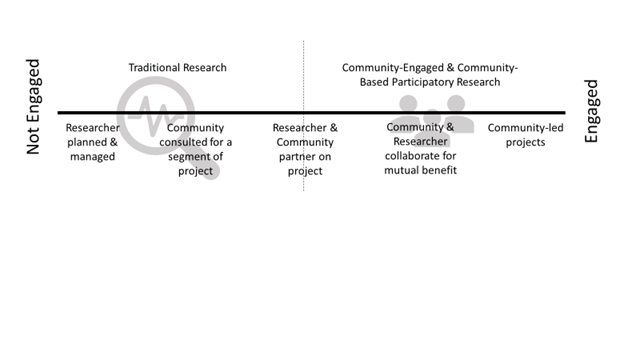 Not Engaged
Traditional Research
Community-Engaged & Community-
Based Participatory Research
Engaged
Researcher
planned &
managed
Community
consulted for a
segment of
project
Researcher &
Community
partner on
project
Community &
Researcher
collaborate for
mutual benefit
Community-led
projects